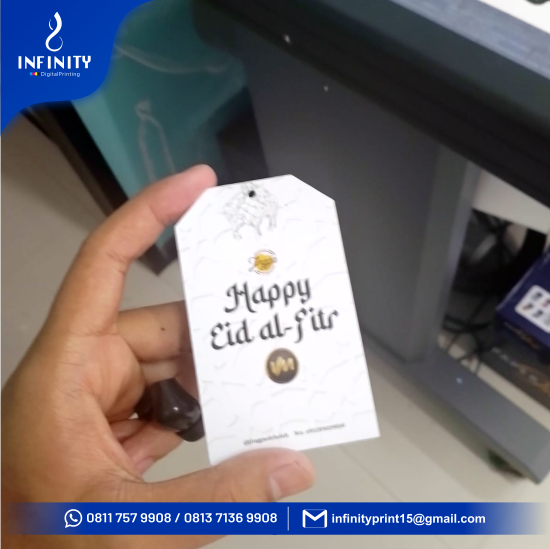 INFINITY
DigitalPrinting
Happy
Eid al-Fitr
0811 757 9908 / 0813 7136 9908
infinityprint15@gmail.com